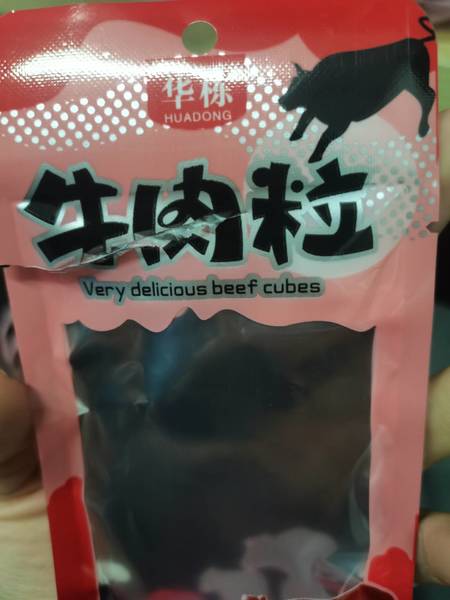 华栋
HUADONG
牛肉粒
Very delicious beef cubes